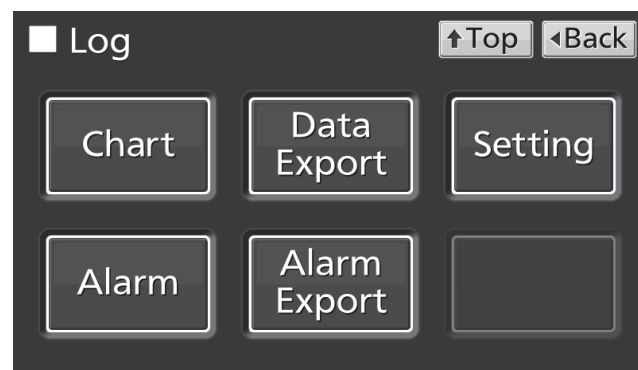 Log
↑Top
◂Back
Chart
Data
Export
Setting
Alarm
Alarm
Export